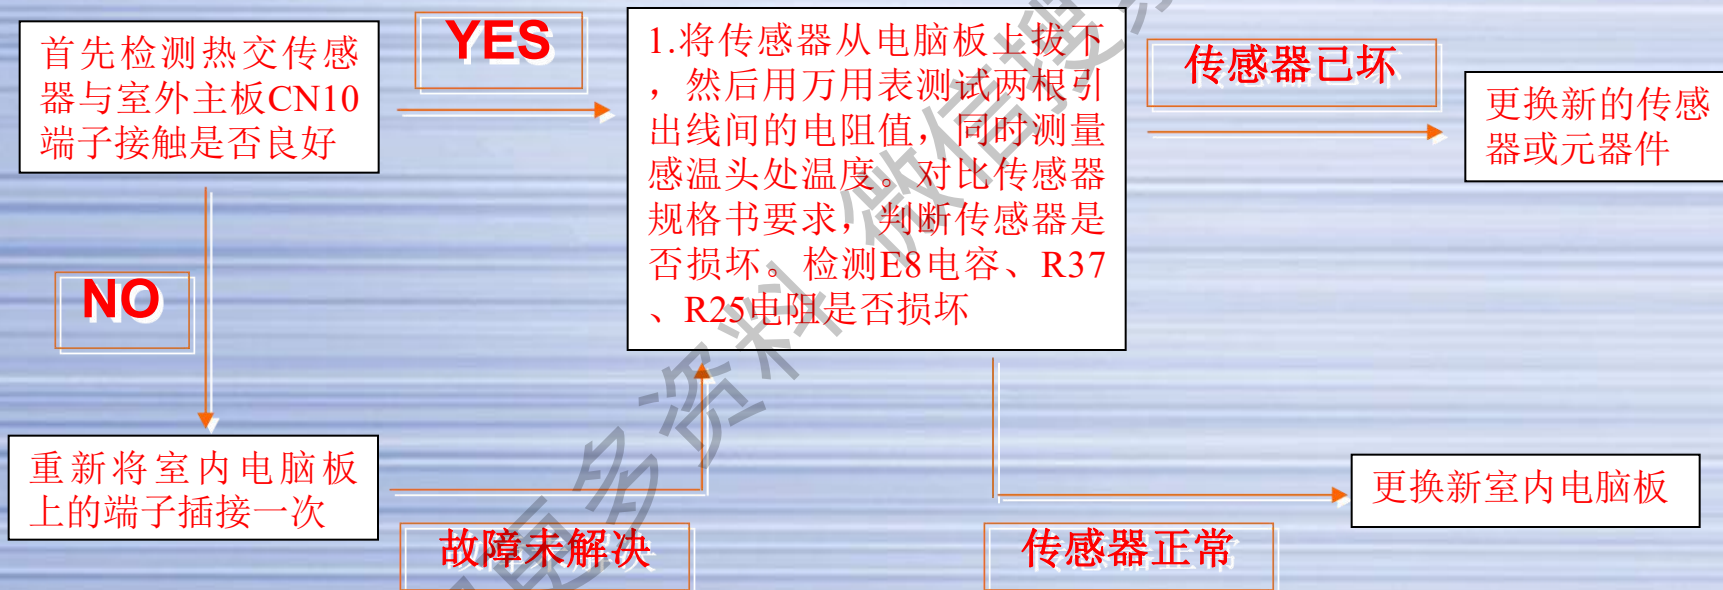 首先检测热交传感
器与室外主板CN10
端子接触是否良好
YES
1.将传感器从电脑板上拔下
，然后用万用表测试两根引
出线间的电阻值，同时测量
感温头处温度。对比传感器
规格书要求，判断传感器是
否损坏。检测E8电容、R37
、R25电阻是否损坏
传感器已坏
更换新的传感
器或元器件
NO
重新将室内电脑板
上的端子插接一次
故障未解决
传感器正常
更换新室内电脑板
更多资料 微信搜